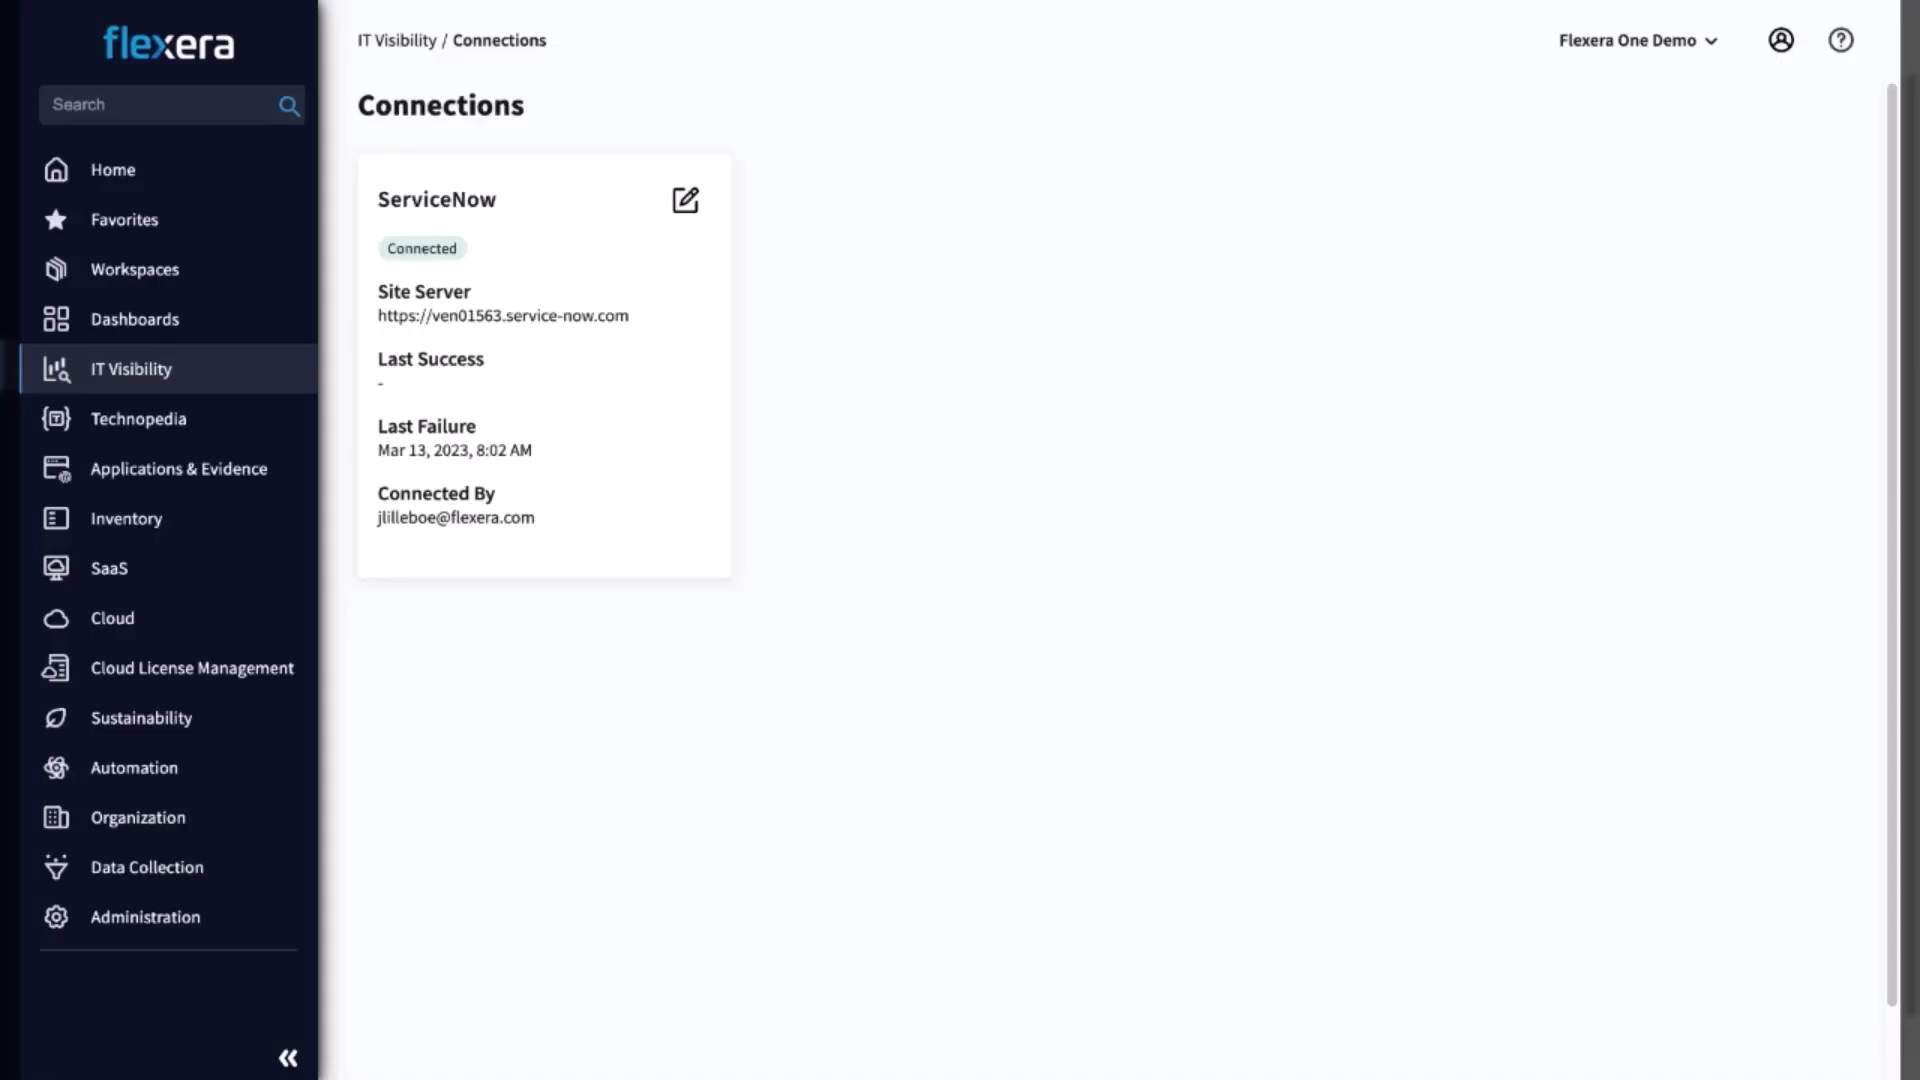 flexera
Search
Home
Favorites
Workspaces
Dashboards
IT Visibility
Technopedia
Applications & Evidence
Inventory
SaaS
Cloud
Cloud License Management
Sustainability
Automation
Organization
Data Collection
Administration
IT Visibility / Connections
Flexera One Demo
Connections
ServiceNow
Connected
Site Server
https://ven01563.service-now.com
Last Success
-
Last Failure
Mar 13, 2023, 8:02 AM
Connected By
jlilleboe@flexera.com